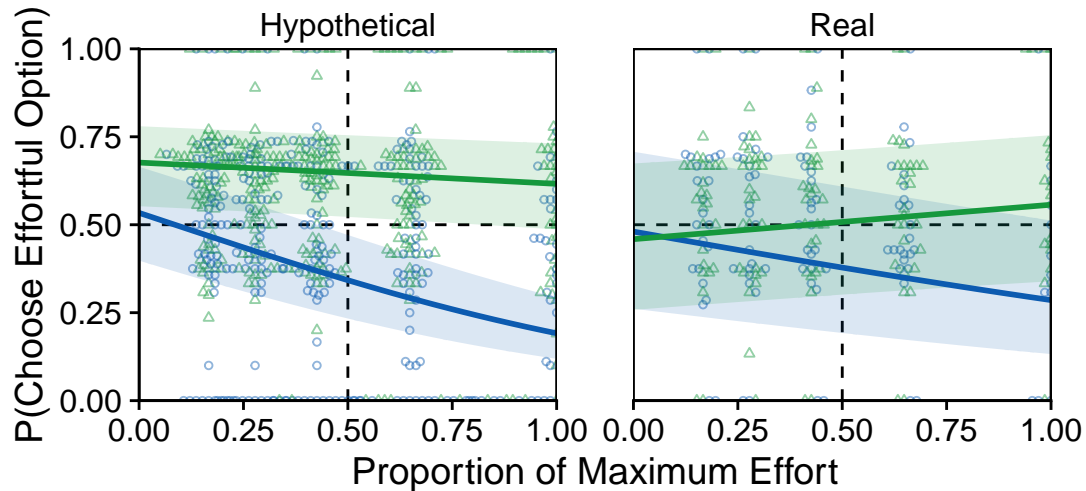 Hypothetical
Real
P(Choose Effortful Option)
1.00
0.75
0.50
0.25
0.00
0.00 0.25 0.50 0.75 1.00
0.00 0.25 0.50 0.75 1.00
Proportion of Maximum Effort